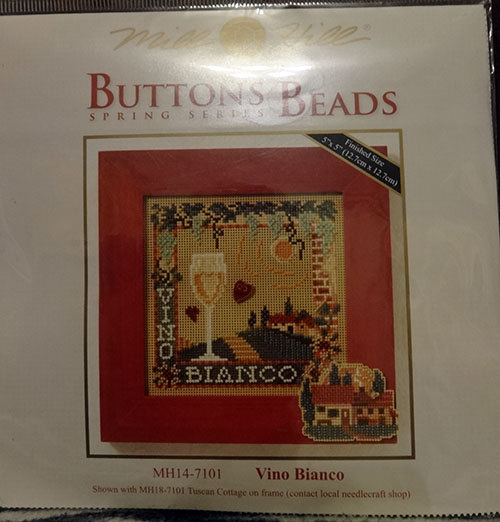 Mill Hill®
BUTTONS & BEADS
SPRING SERIES
Finished Size
5"x 5" (12.7cm x 12.7cm)
VINO
BIANCO
MH14-7101 Vino Bianco
Shown with MH18-7101 Tuscan Cottage on frame (contact local needlecraft shop)